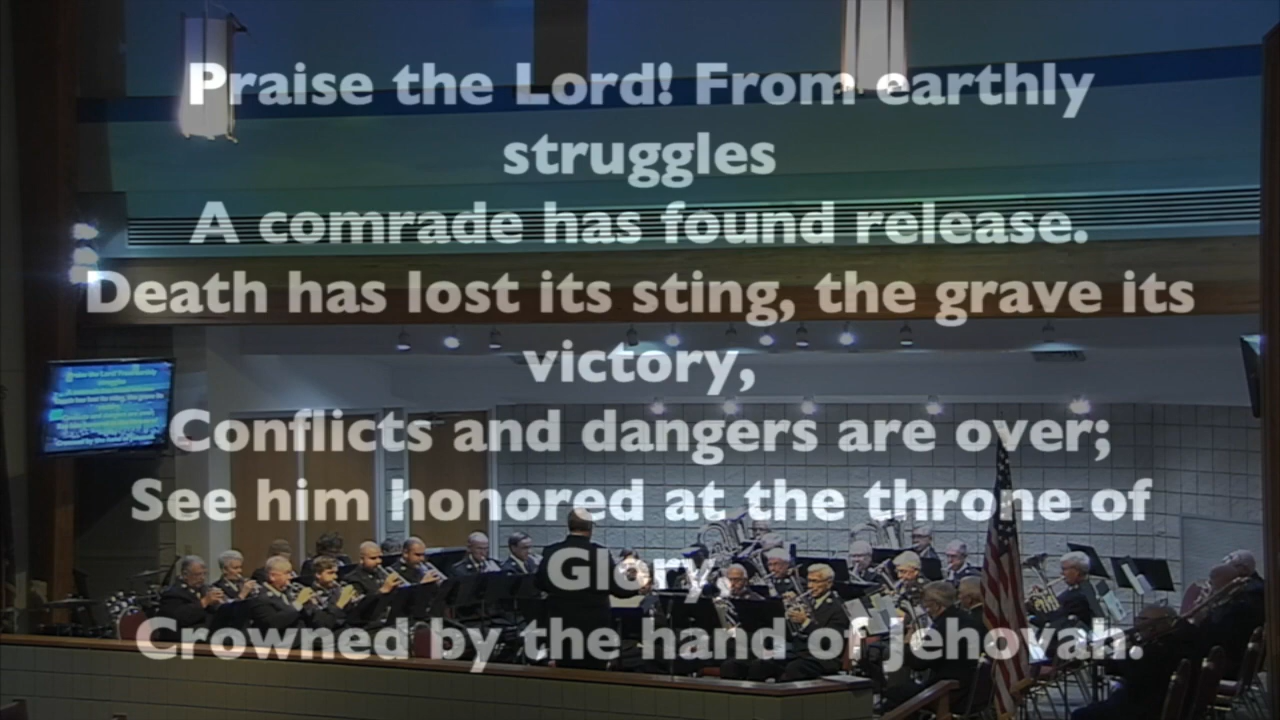 Praise the Lord! From earthly
struggles
A comrade has found release.
Death has lost its sting, the grave its
victory,
Conflicts and dangers are over;
See him honored at the throne of
Glory,
Crowned by the hand of Jehovah.